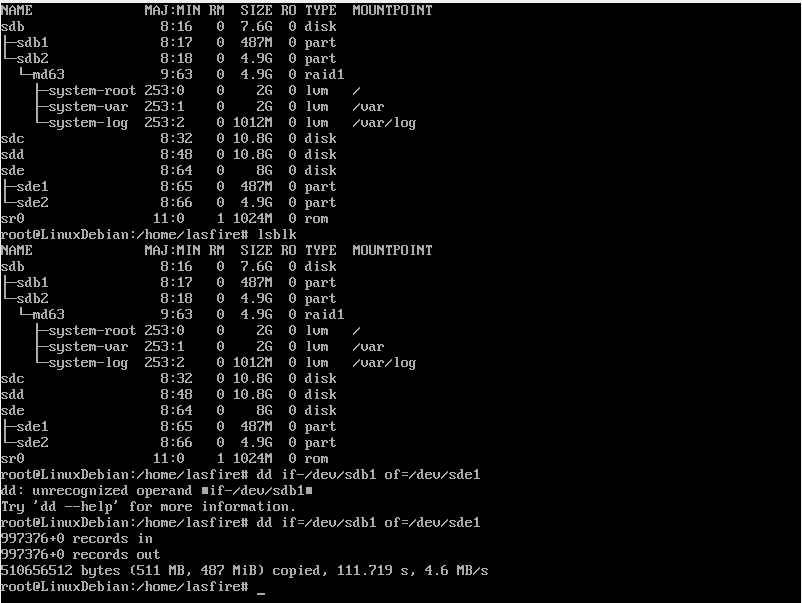 NAME                MAJ:MIN RM  SIZE RO TYPE  MOUNTPOINT
sdb                   8:16   0  7.6G  0 disk
├─sdb1                8:17   0  487M  0 part
└─sdb2                8:18   0  4.9G  0 part
  └─md63              9:63   0  4.9G  0 raid1
    ├─system-root 253:0    0    2G  0 lvm   /
    ├─system-var  253:1    0    2G  0 lvm   /var
    └─system-log  253:2    0 1012M  0 lvm   /var/log
sdc                   8:32   0 10.8G  0 disk
sdd                   8:48   0 10.8G  0 disk
sde                   8:64   0    8G  0 disk
├─sde1                8:65   0  487M  0 part
└─sde2                8:66   0  4.9G  0 part
sr0                  11:0    1 1024M  0 rom
root@LinuxDebian:/home/lasfire# lsblk
NAME                MAJ:MIN RM  SIZE RO TYPE  MOUNTPOINT
sdb                   8:16   0  7.6G  0 disk
├─sdb1                8:17   0  487M  0 part
└─sdb2                8:18   0  4.9G  0 part
  └─md63              9:63   0  4.9G  0 raid1
    ├─system-root 253:0    0    2G  0 lvm   /
    ├─system-var  253:1    0    2G  0 lvm   /var
    └─system-log  253:2    0 1012M  0 lvm   /var/log
sdc                   8:32   0 10.8G  0 disk
sdd                   8:48   0 10.8G  0 disk
sde                   8:64   0    8G  0 disk
├─sde1                8:65   0  487M  0 part
└─sde2                8:66   0  4.9G  0 part
sr0                  11:0    1 1024M  0 rom
root@LinuxDebian:/home/lasfire# dd if-/dev/sdb1 of=/dev/sde1
dd: unrecognized operand ■if-/dev/sdb1■
Try 'dd --help' for more information.
root@LinuxDebian:/home/lasfire# dd if=/dev/sdb1 of=/dev/sde1
997376+0 records in
997376+0 records out
510656512 bytes (511 MB, 487 MiB) copied, 111.719 s, 4.6 MB/s
root@LinuxDebian:/home/lasfire# _